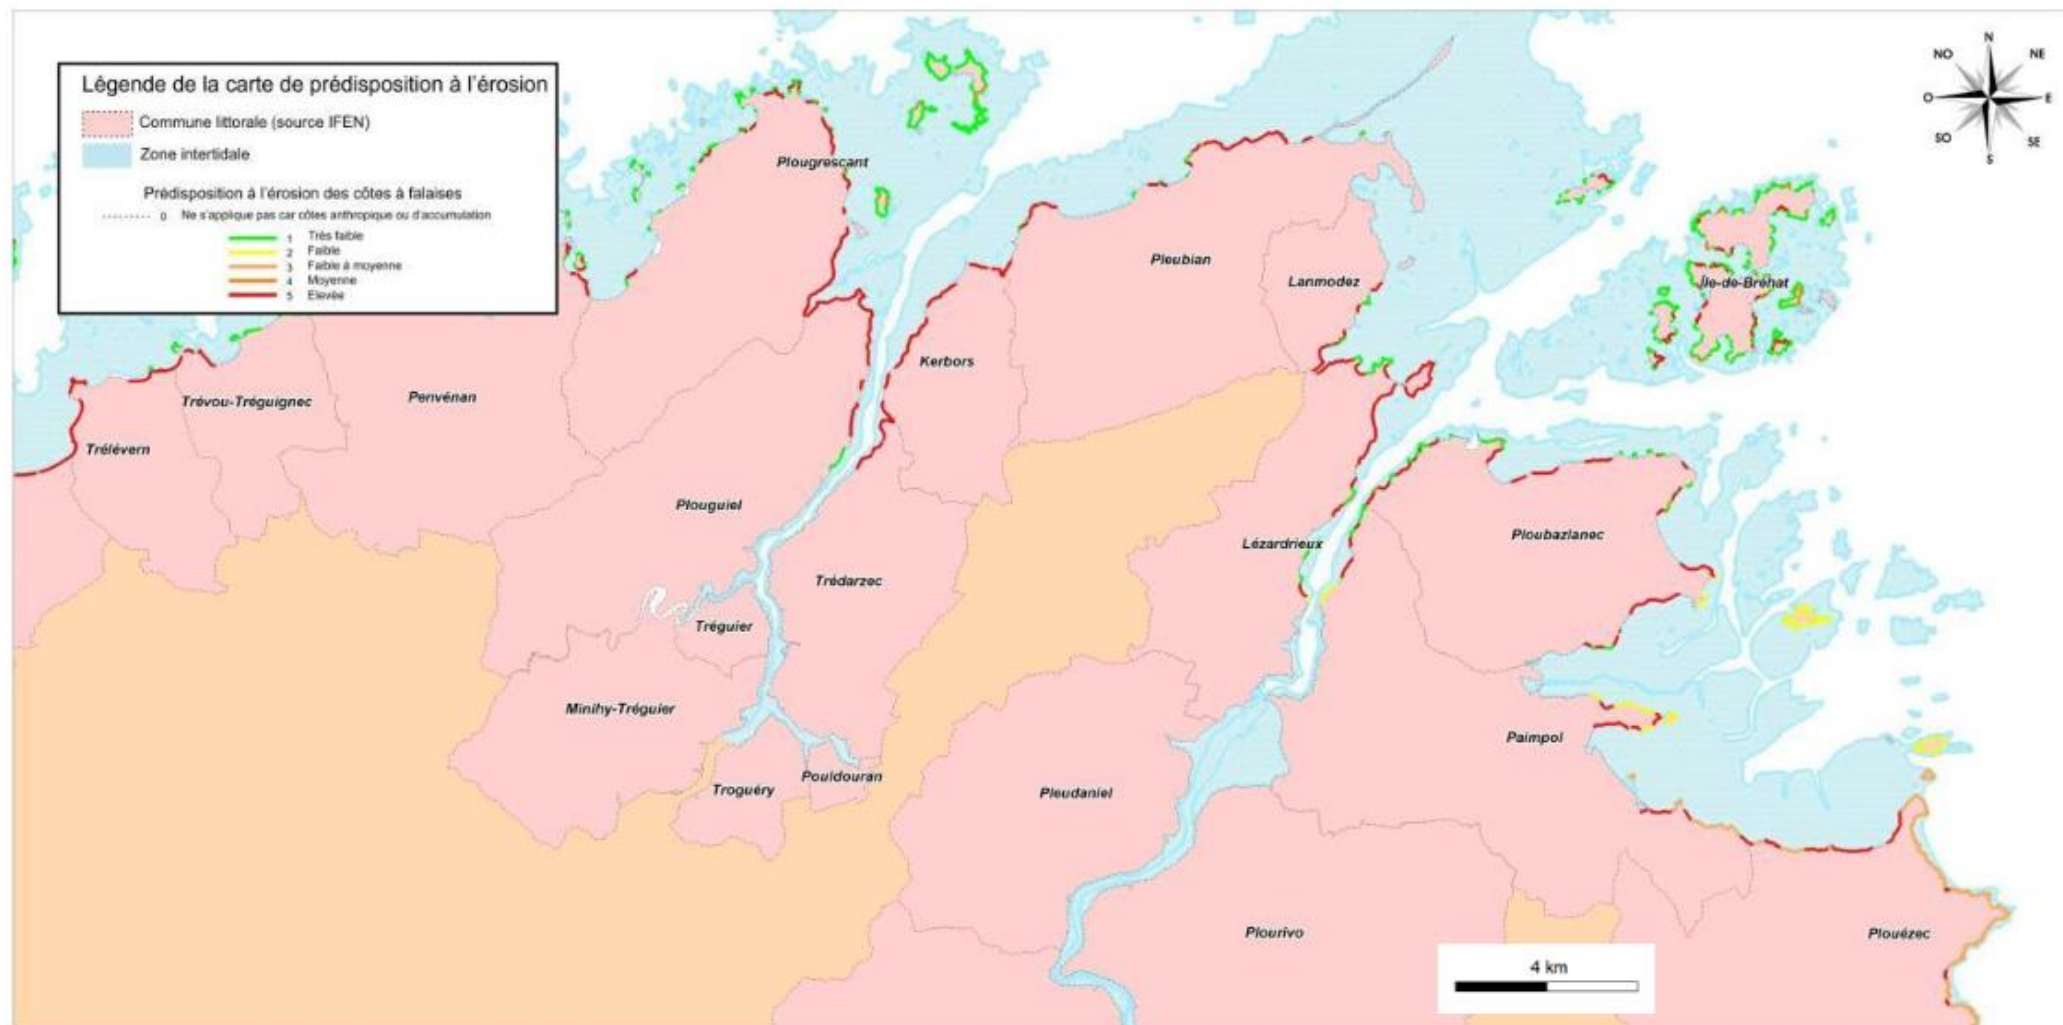 Légende de la carte de prédisposition à l'érosion
Commune littorale (source IFEN)
Zone intertidale
Prédisposition à l'érosion des côtes à falaises
0 Ne s'applique pas car côtes anthropique ou d'accumulation
1 Très faible
2 Faible
3 Faible à moyenne
4 Moyenne
5 Elevée
N
NO
NE
O
E
SO
SE
S
Plougrescant
Pleubian
Lanmodez
Île-de-Bréhat
Kerbors
Trévou-Tréguignec
Penvénan
Trélévern
Plouguiel
Lézardrieux
Ploubazlanec
Trédarzec
Tréguier
Minihy-Tréguier
Paimpol
Troguéry
Pouldouran
Pleudaniel
Plourivo
Plouézec
4 km